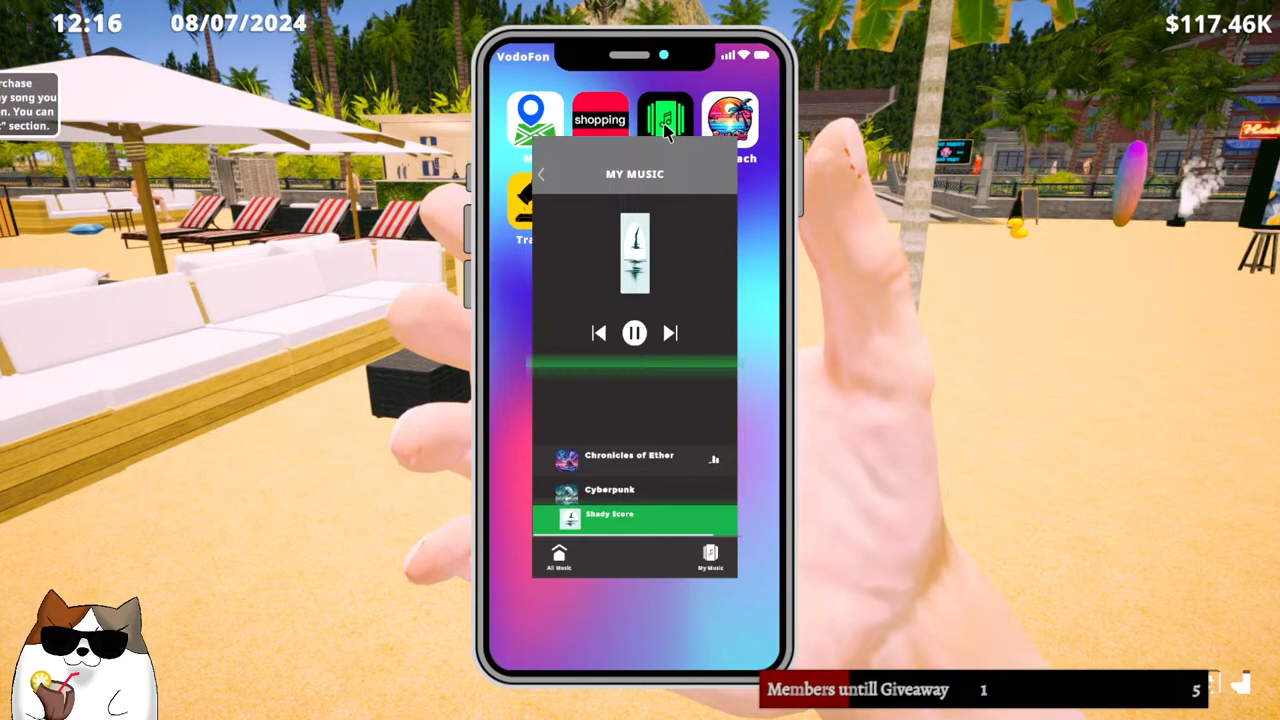 12:16
08/07/2024
$117.46K
rchase
y song you
n. You can
" section.
VodoFon
shopping
ach
MY MUSIC
Tra
Chronicles of Ether
Cyberpunk
Shady Score
All Music
My Music
Members untill Giveaway 1 5